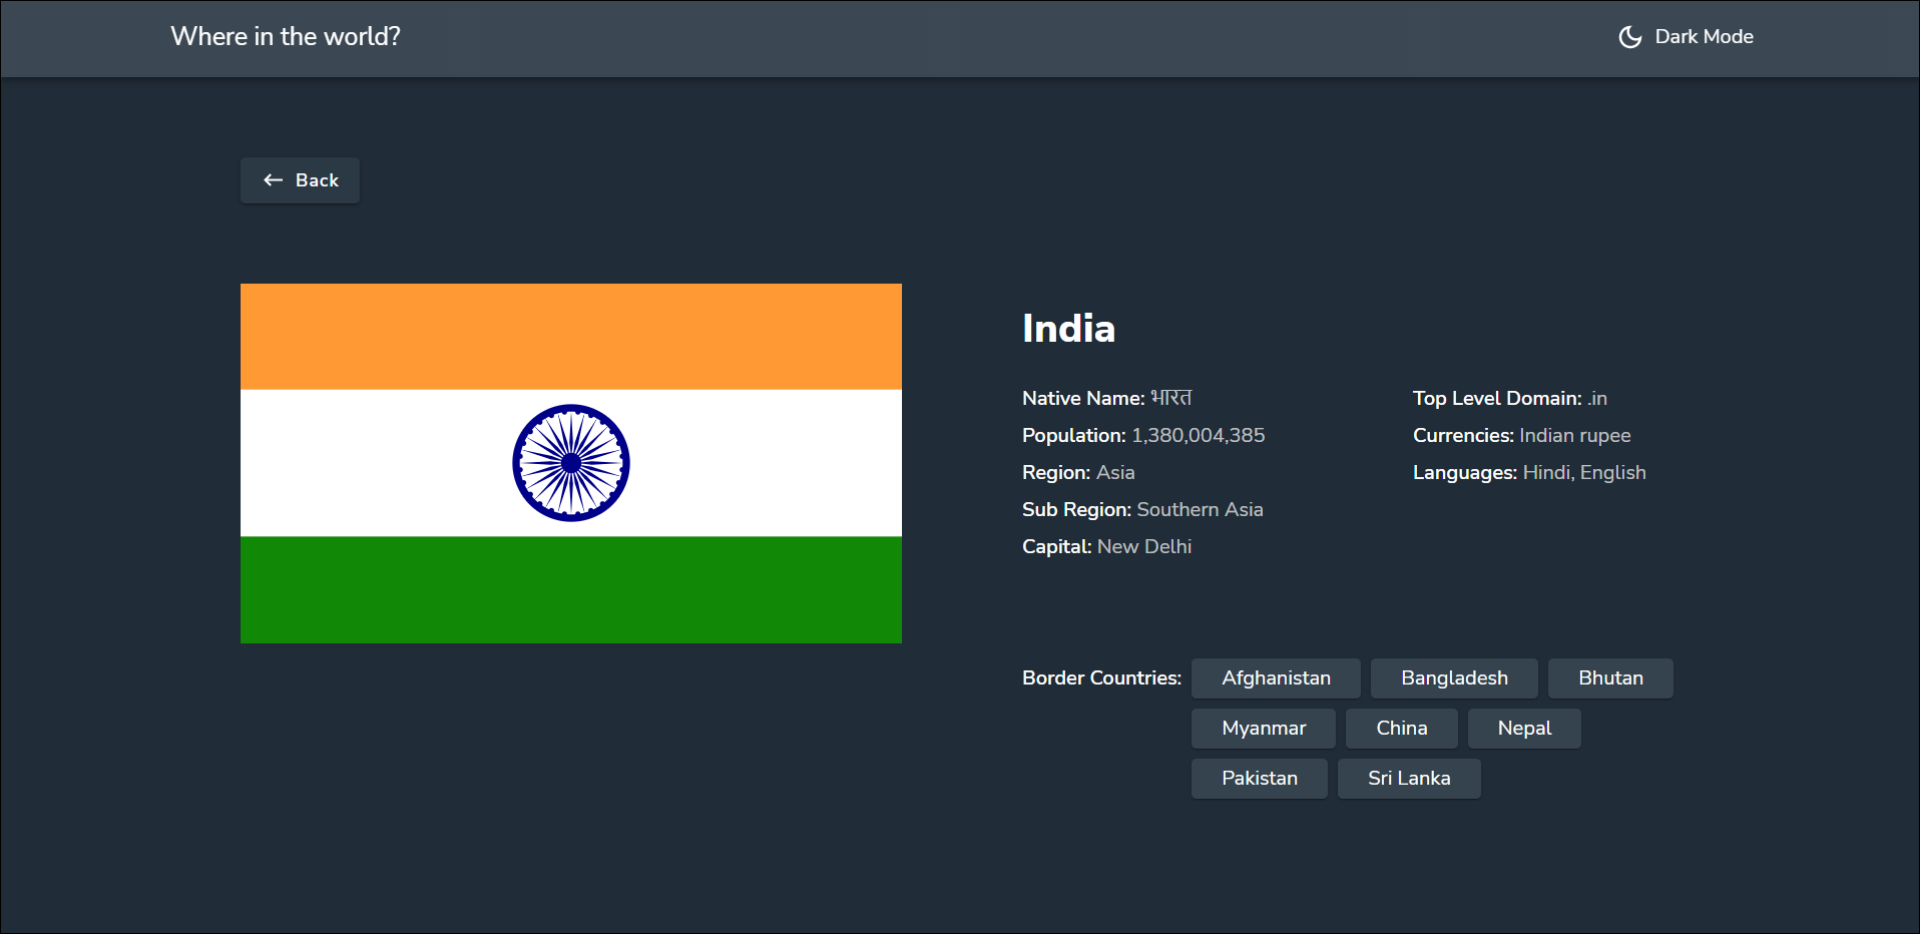 Where in the world?
Dark Mode
Back
India
Native Name: भारत
Population: 1,380,004,385
Region: Asia
Sub Region: Southern Asia
Capital: New Delhi
Top Level Domain: .in
Currencies: Indian rupee
Languages: Hindi, English
Border Countries: Afghanistan Bangladesh Bhutan
Myanmar China Nepal
Pakistan Sri Lanka